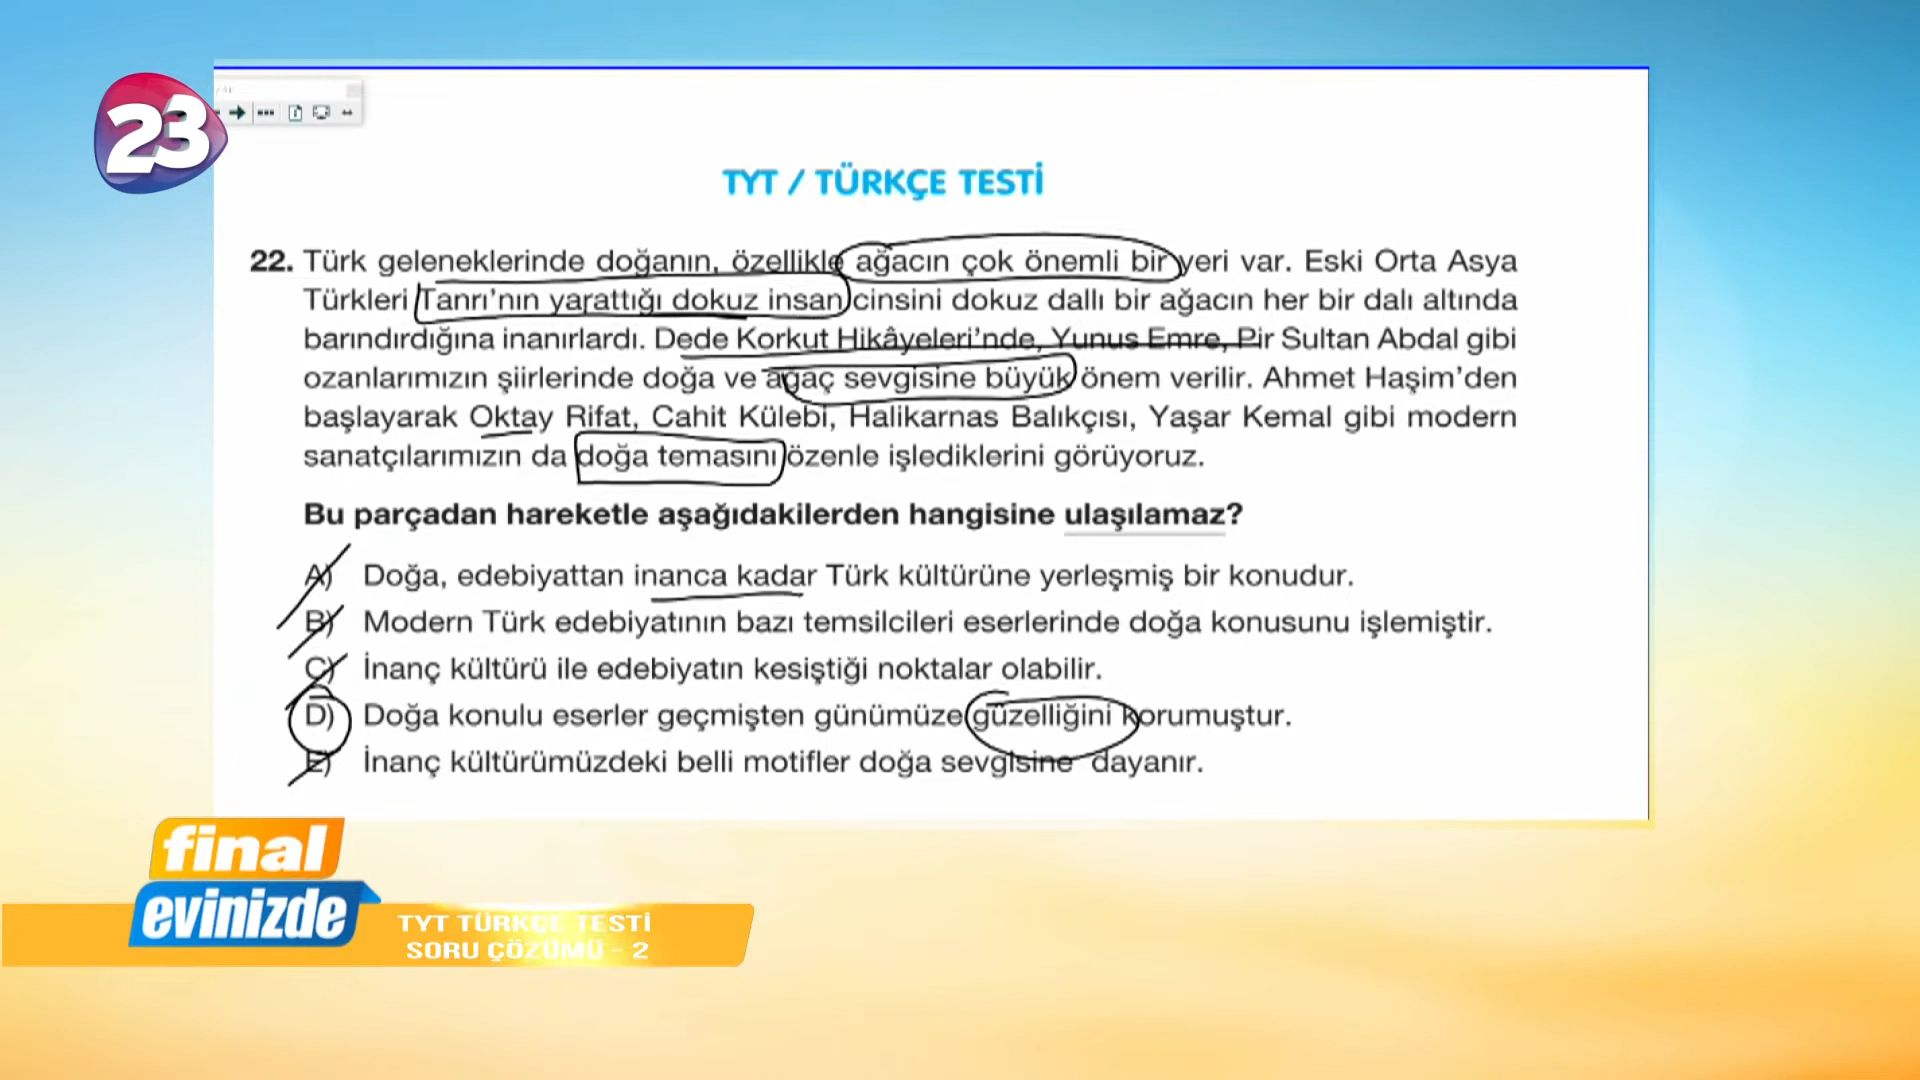 23
TYT / TÜRKÇE TESTİ
22. Türk geleneklerinde doğanın, özellikle ağacın çok önemli bir yeri var. Eski Orta Asya
Türkleri Tanrı'nın yarattığı dokuz insan cinsini dokuz dallı bir ağacın her bir dalı altında
barındırdığına inanırlardı. Dede Korkut Hikâyeleri'nde, Yunus Emre, Pir Sultan Abdal gibi
ozanlarımızın şiirlerinde doğa ve ağaç sevgisine büyük önem verilir. Ahmet Haşim'den
başlayarak Oktay Rifat, Cahit Külebi, Halikarnas Balıkçısı, Yaşar Kemal gibi modern
sanatçılarımızın da doğa temasını özenle işlediklerini görüyoruz.
Bu parçadan hareketle aşağıdakilerden hangisine ulaşılamaz?
A) Doğa, edebiyattan inanca kadar Türk kültürüne yerleşmiş bir konudur.
B) Modern Türk edebiyatının bazı temsilcileri eserlerinde doğa konusunu işlemiştir.
C) İnanç kültürü ile edebiyatın kesiştiği noktalar olabilir.
D) Doğa konulu eserler geçmişten günümüze güzelliğini korumuştur.
E) İnanç kültürümüzdeki belli motifler doğa sevgisine dayanır.
final
evinizde
TYT TÜRKÇE TESTİ
SORU ÇÖZÜMÜ - 2